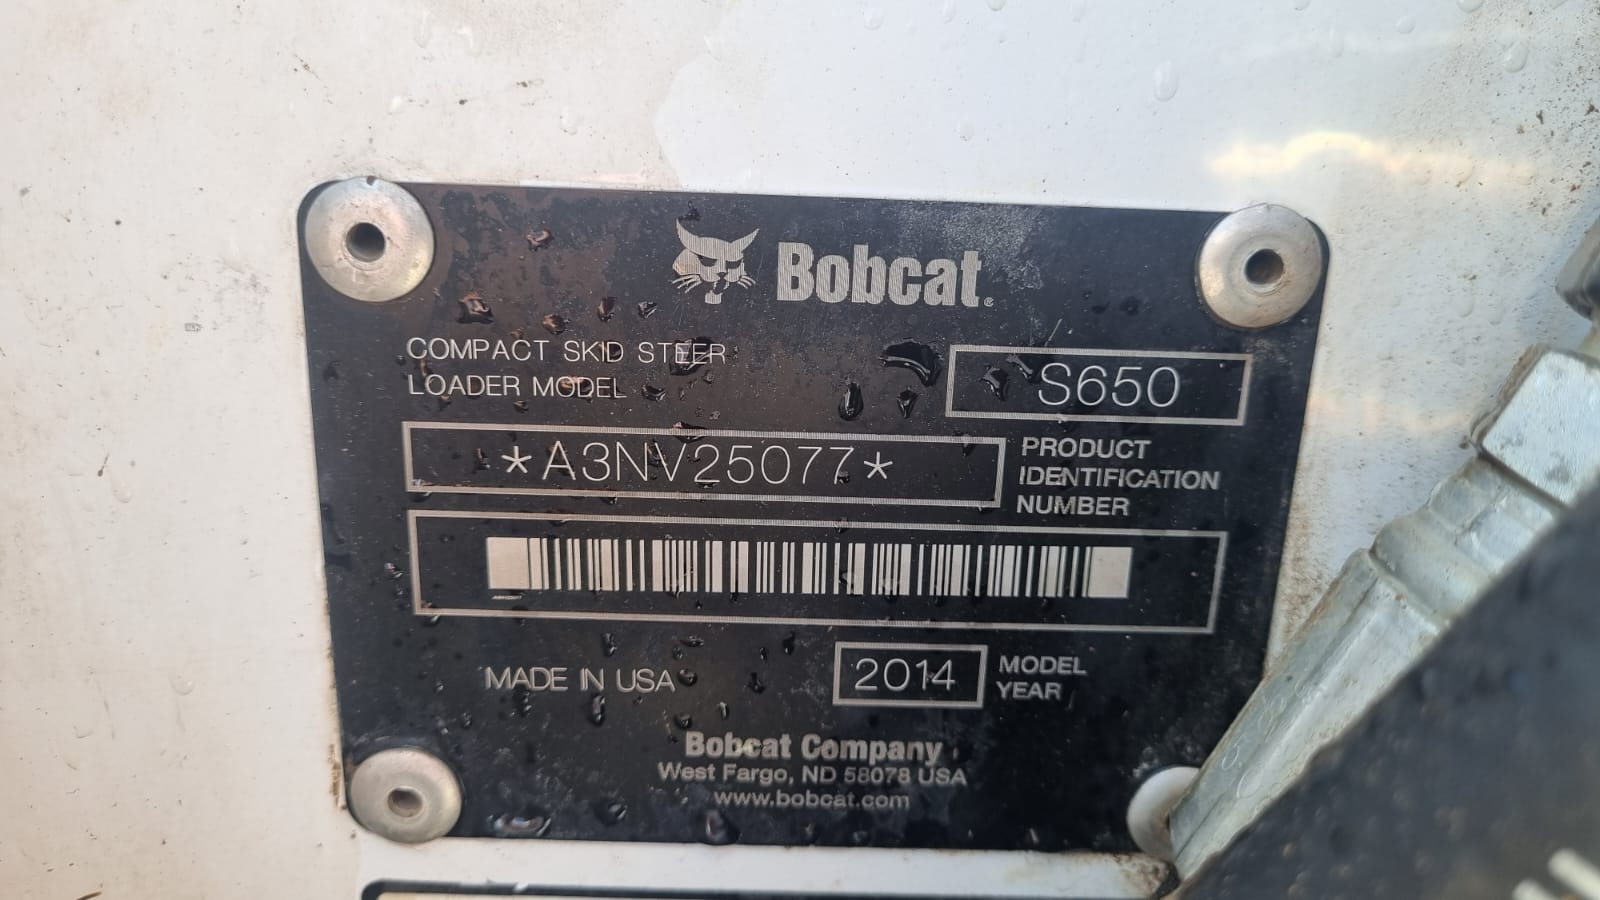 Bobcat.
COMPACT SKID STEER
LOADER MODEL
S650
*A3NV25077*
PRODUCT
IDENTIFICATION
NUMBER
MADE IN USA
2014
MODEL
YEAR
Bobcat Company
West Fargo, ND 58078 USA
www.bobcat.com